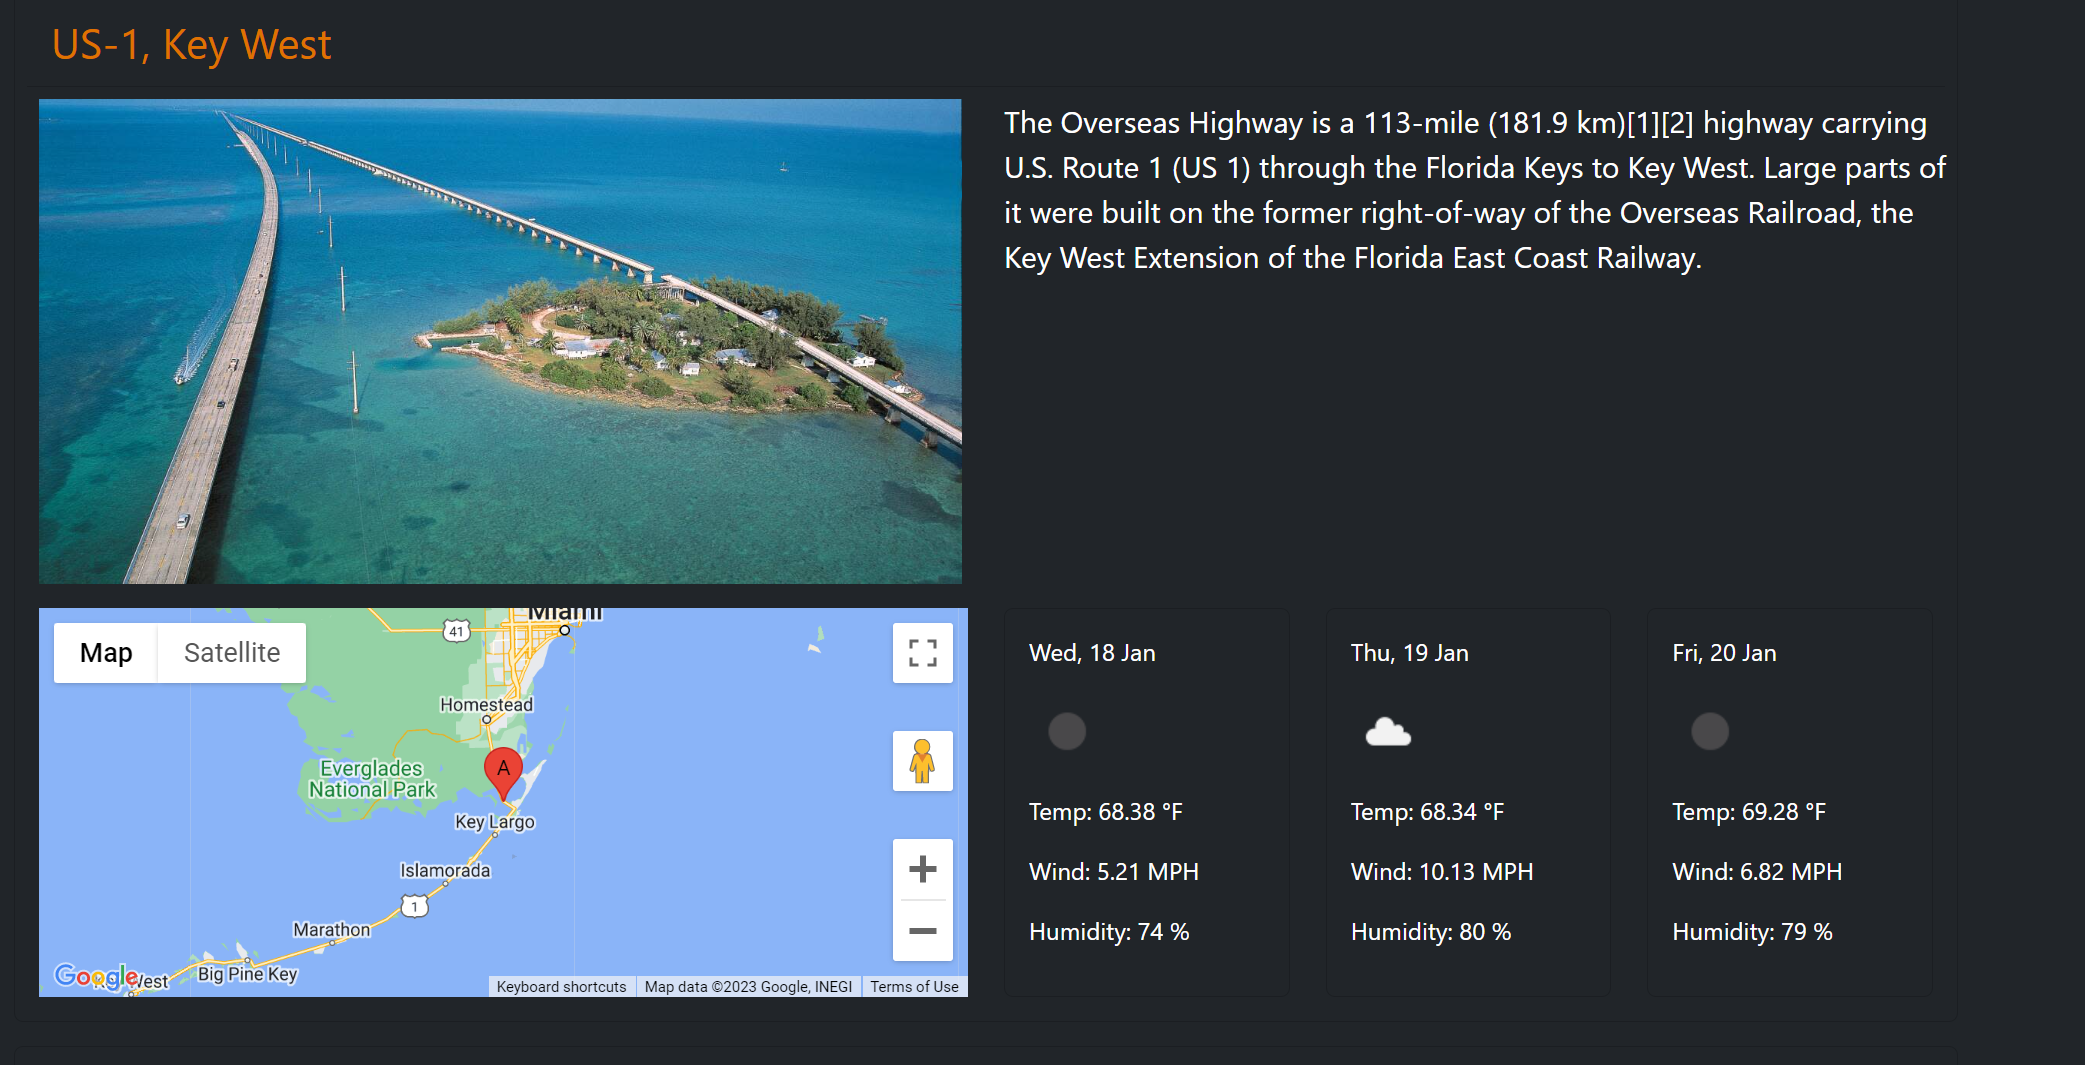 US-1, Key West
The Overseas Highway is a 113-mile (181.9 km)[1][2] highway carrying
U.S. Route 1 (US 1) through the Florida Keys to Key West. Large parts of
it were built on the former right-of-way of the Overseas Railroad, the
Key West Extension of the Florida East Coast Railway.
Map Satellite
41
Miami
Homestead
A
Everglades
National Park
Key Largo
Islamorada
1
Marathon
Big Pine Key
West
Google
Keyboard shortcuts Map data ©2023 Google, INEGI Terms of Use
Wed, 18 Jan
Temp: 68.38 °F
Wind: 5.21 MPH
Humidity: 74 %
Thu, 19 Jan
Temp: 68.34 °F
Wind: 10.13 MPH
Humidity: 80 %
Fri, 20 Jan
Temp: 69.28 °F
Wind: 6.82 MPH
Humidity: 79 %